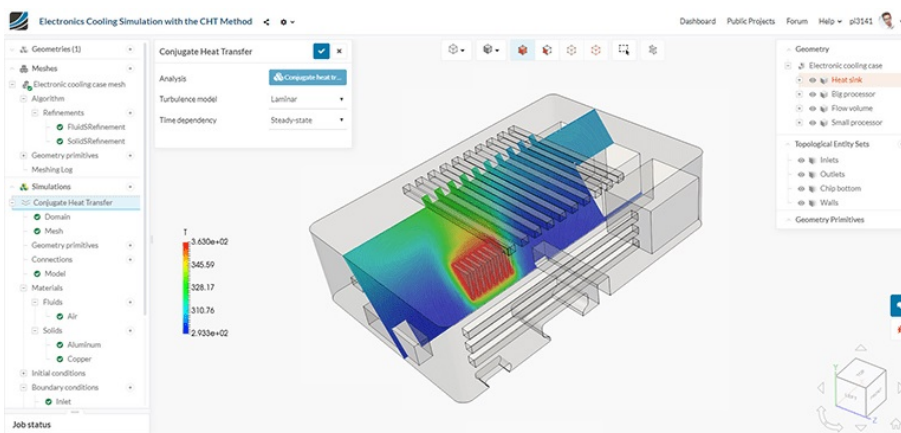 Electronics Cooling Simulation with the CHT Method
Dashboard Public Projects Forum Help pi3141
Geometries (1)
Meshes
Electronic cooling case mesh
Algorithm
Refinements
FluidSRefinement
SolidSRefinement
Geometry primitives
Meshing Log
Simulations
Conjugate Heat Transfer
Domain
Mesh
Geometry primitives
Connections
Model
Materials
Fluids
Air
Solids
Aluminum
Copper
Initial conditions
Boundary conditions
Inlet
Job status
Conjugate Heat Transfer
Analysis Conjugate heat tr...
Turbulence model Laminar
Time dependency Steady-state
T
3.630e+02
345.59
328.17
310.76
2.933e+02
Geometry
Electronic cooling case
Heat sink
Big processor
Flow volume
Small processor
Topological Entity Sets
Inlets
Outlets
Chip bottom
Walls
Geometry Primitives
TOP
Y
Z